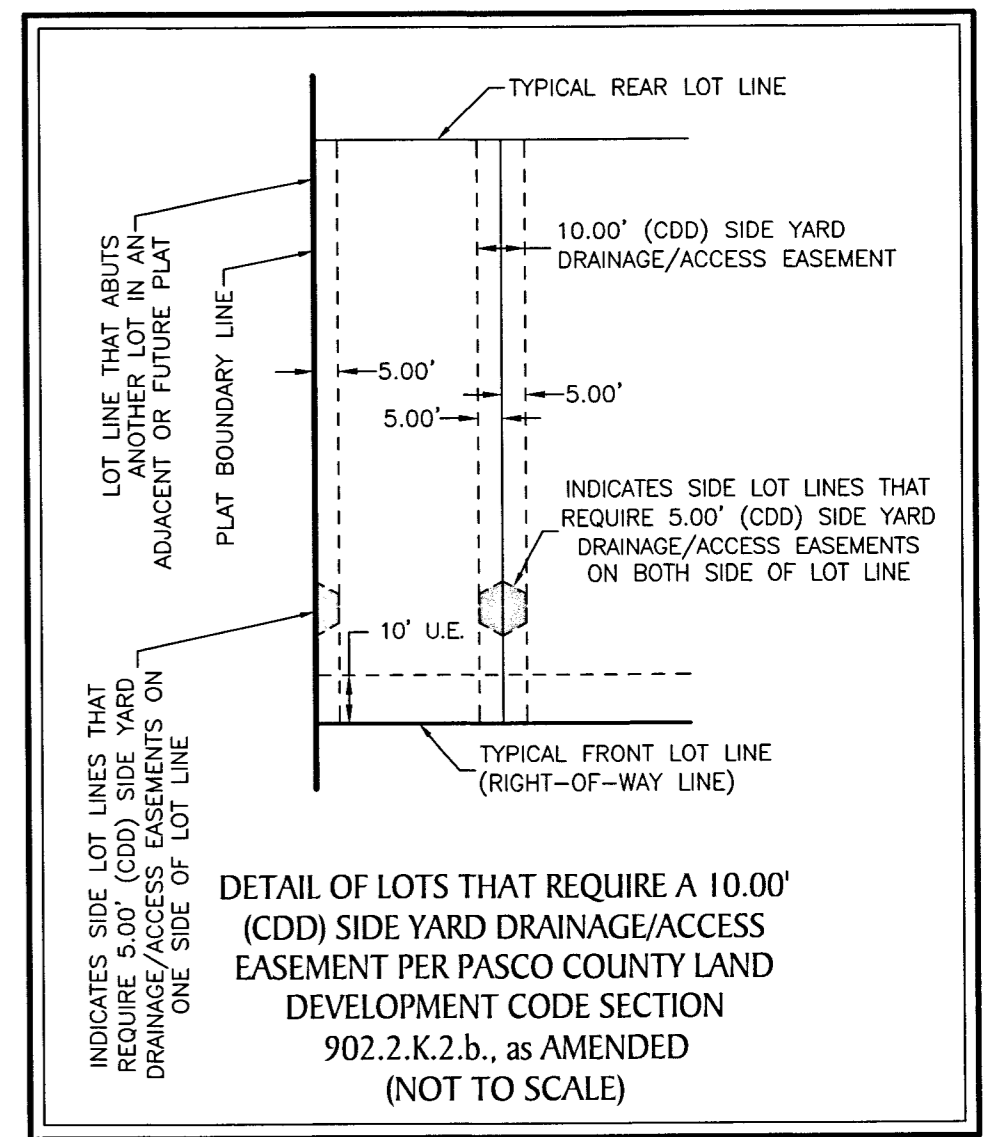 TYPICAL REAR LOT LINE
LOT LINE THAT ABUTS
ANOTHER LOT IN AN
ADJACENT OR FUTURE PLAT
PLAT BOUNDARY LINE
10.00' (CDD) SIDE YARD
DRAINAGE/ACCESS EASEMENT
5.00'
5.00'
5.00'
INDICATES SIDE LOT LINES THAT
REQUIRE 5.00' (CDD) SIDE YARD
DRAINAGE/ACCESS EASEMENTS
ON BOTH SIDE OF LOT LINE
10' U.E.
INDICATES SIDE LOT LINES THAT
REQUIRE 5.00' (CDD) SIDE YARD
DRAINAGE/ACCESS EASEMENTS ON
ONE SIDE OF LOT LINE
TYPICAL FRONT LOT LINE
(RIGHT-OF-WAY LINE)
DETAIL OF LOTS THAT REQUIRE A 10.00'
(CDD) SIDE YARD DRAINAGE/ACCESS
EASEMENT PER PASCO COUNTY LAND
DEVELOPMENT CODE SECTION
902.2.K.2.b., as AMENDED
(NOT TO SCALE)